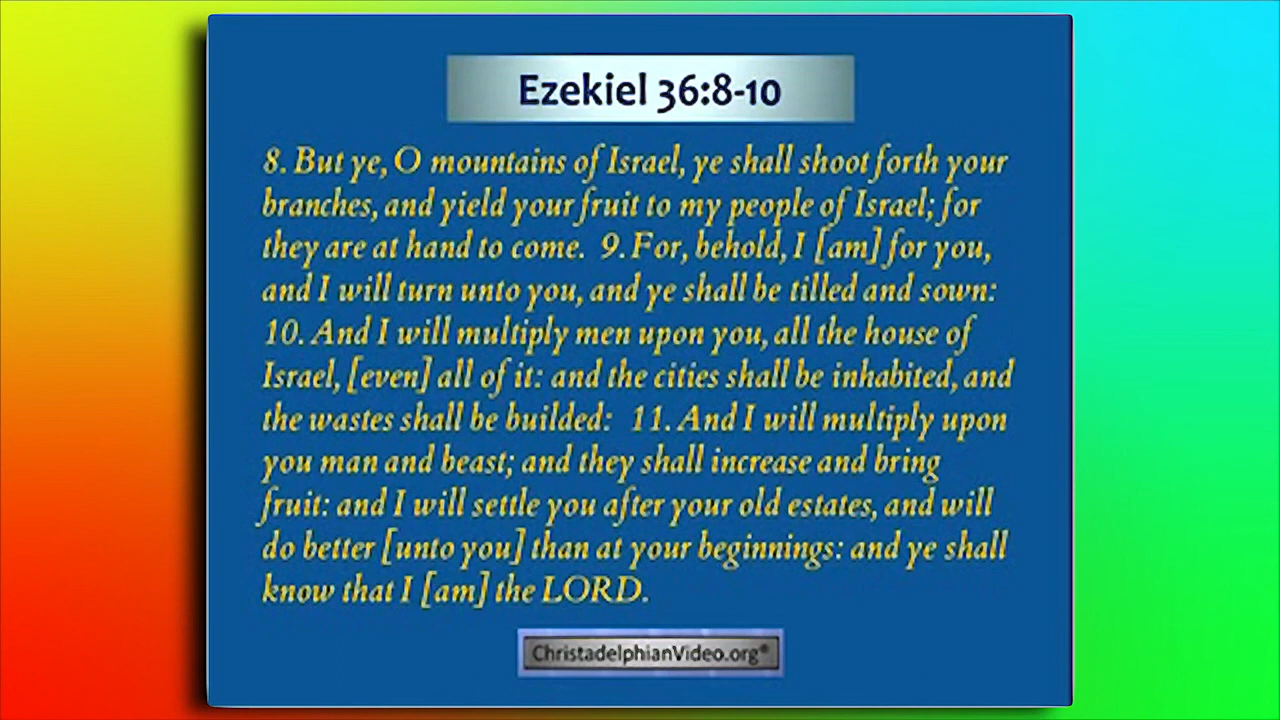 Ezekiel 36:8-10
8. But ye, O mountains of Israel, ye shall shoot forth your
branches, and yield your fruit to my people of Israel; for
they are at hand to come. 9. For, behold, I [am] for you,
and I will turn unto you, and ye shall be tilled and sown:
10. And I will multiply men upon you, all the house of
Israel, [even] all of it: and the cities shall be inhabited, and
the wastes shall be builded: 11. And I will multiply upon
you man and beast; and they shall increase and bring
fruit: and I will settle you after your old estates, and will
do better [unto you] than at your beginnings: and ye shall
know that I [am] the LORD.
ChristadelphianVideo.org®